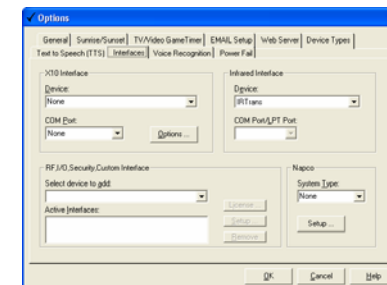 Options
General Sunrise/Sunset TV/Video GameTimer EMAIL Setup Web Server Device Types
Text to Speech (TTS) Interfaces Voice Recognition Power Fail
X10 Interface
Device:
None
COM Port:
None Options ...
Infrared Interface
Device:
IRTrans
COM Port/LPT Port:
RF,I/O,Security,Custom Interface
Select device to add:
Active Interfaces:
License ...
Setup ...
Remove
Napco
System Type:
None
Setup ...
OK Cancel Help